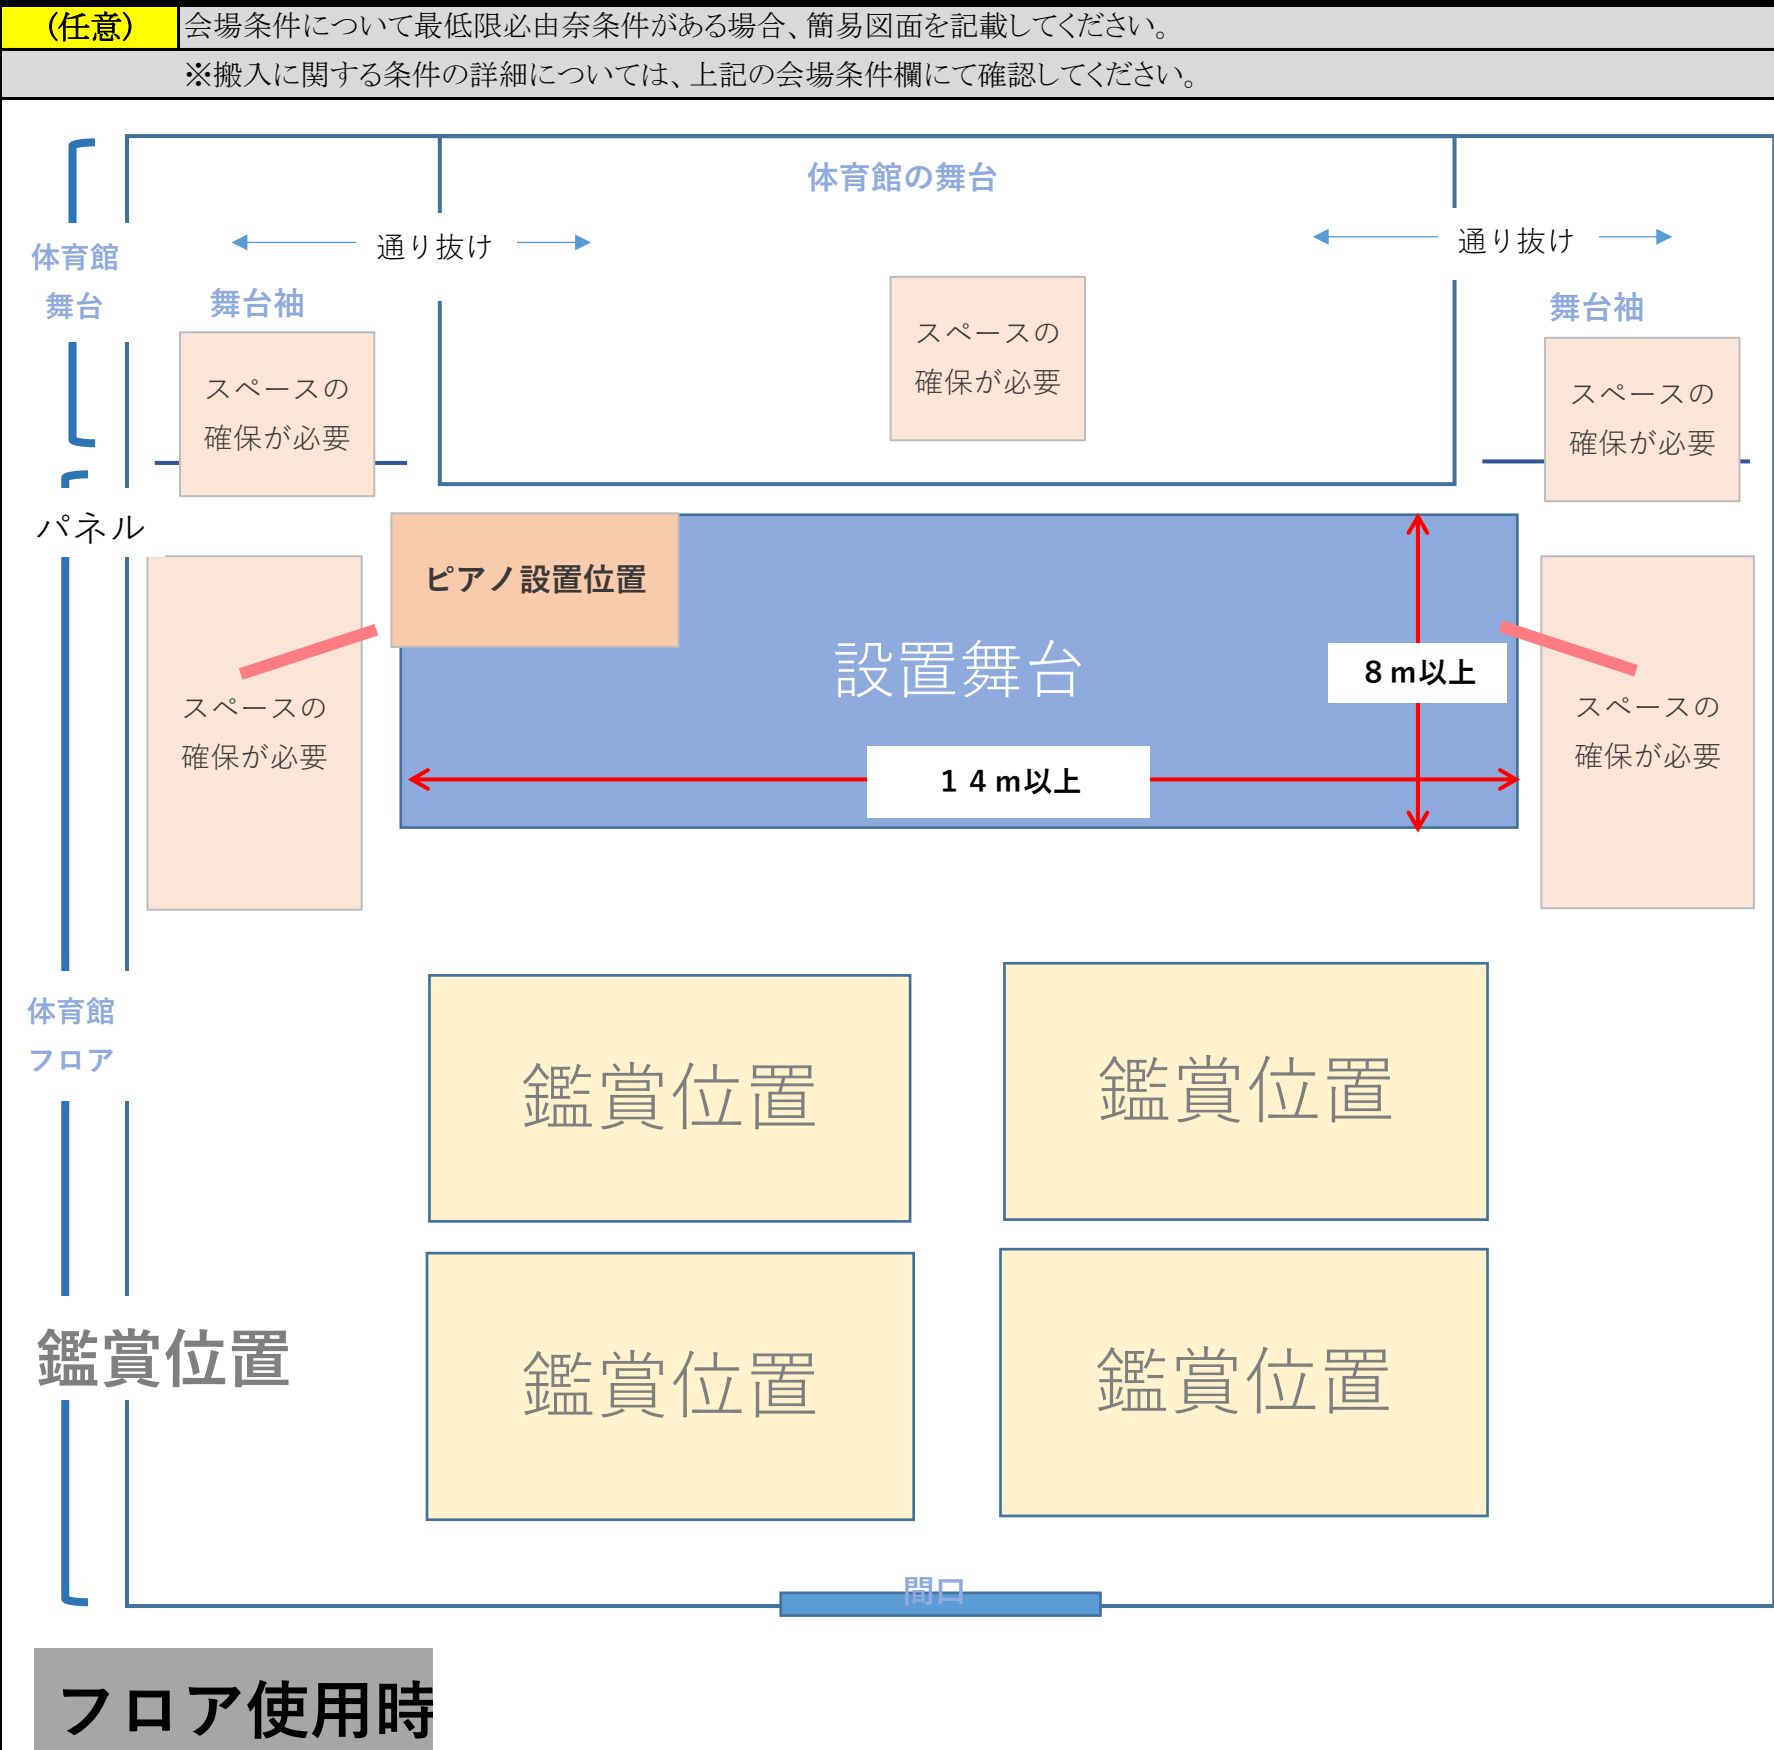 (任意) 会場条件について最低限必由奈条件がある場合、簡易図面を記載してください。
※搬入に関する条件の詳細については、上記の会場条件欄にて確認してください。
体育館の舞台
体育館
舞台
通り抜け
通り抜け
舞台袖
舞台袖
スペースの
確保が必要
スペースの
確保が必要
スペースの
確保が必要
パネル
ピアノ設置位置
設置舞台
8m以上
14m以上
スペースの
確保が必要
スペースの
確保が必要
体育館
フロア
鑑賞位置
鑑賞位置
鑑賞位置
鑑賞位置
鑑賞位置
間口
フロア使用時